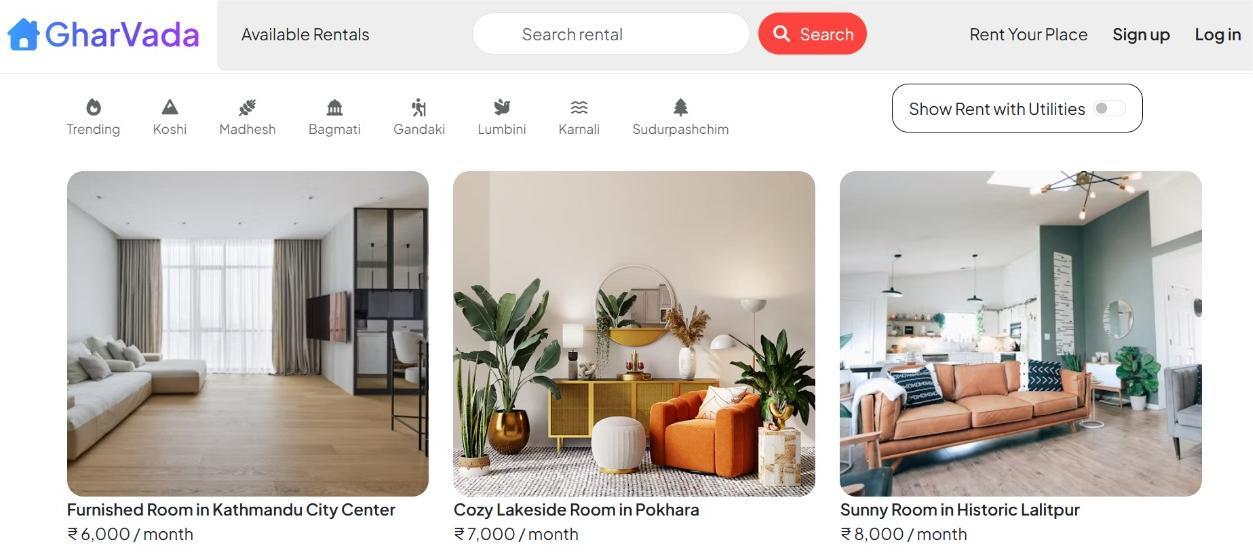 GharVada
Available Rentals
Search rental
Search
Rent Your Place
Sign up
Log in
Trending
Koshi
Madhesh
Bagmati
Gandaki
Lumbini
Karnali
Sudurpashchim
Show Rent with Utilities
Furnished Room in Kathmandu City Center
₹ 6,000 / month
Cozy Lakeside Room in Pokhara
₹ 7,000 / month
Sunny Room in Historic Lalitpur
₹ 8,000 / month